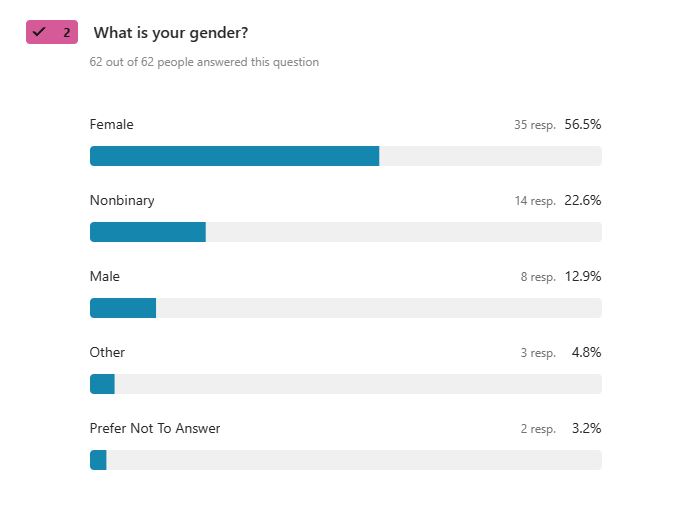 2 What is your gender?
62 out of 62 people answered this question
Female 35 resp. 56.5%
Nonbinary 14 resp. 22.6%
Male 8 resp. 12.9%
Other 3 resp. 4.8%
Prefer Not To Answer 2 resp. 3.2%